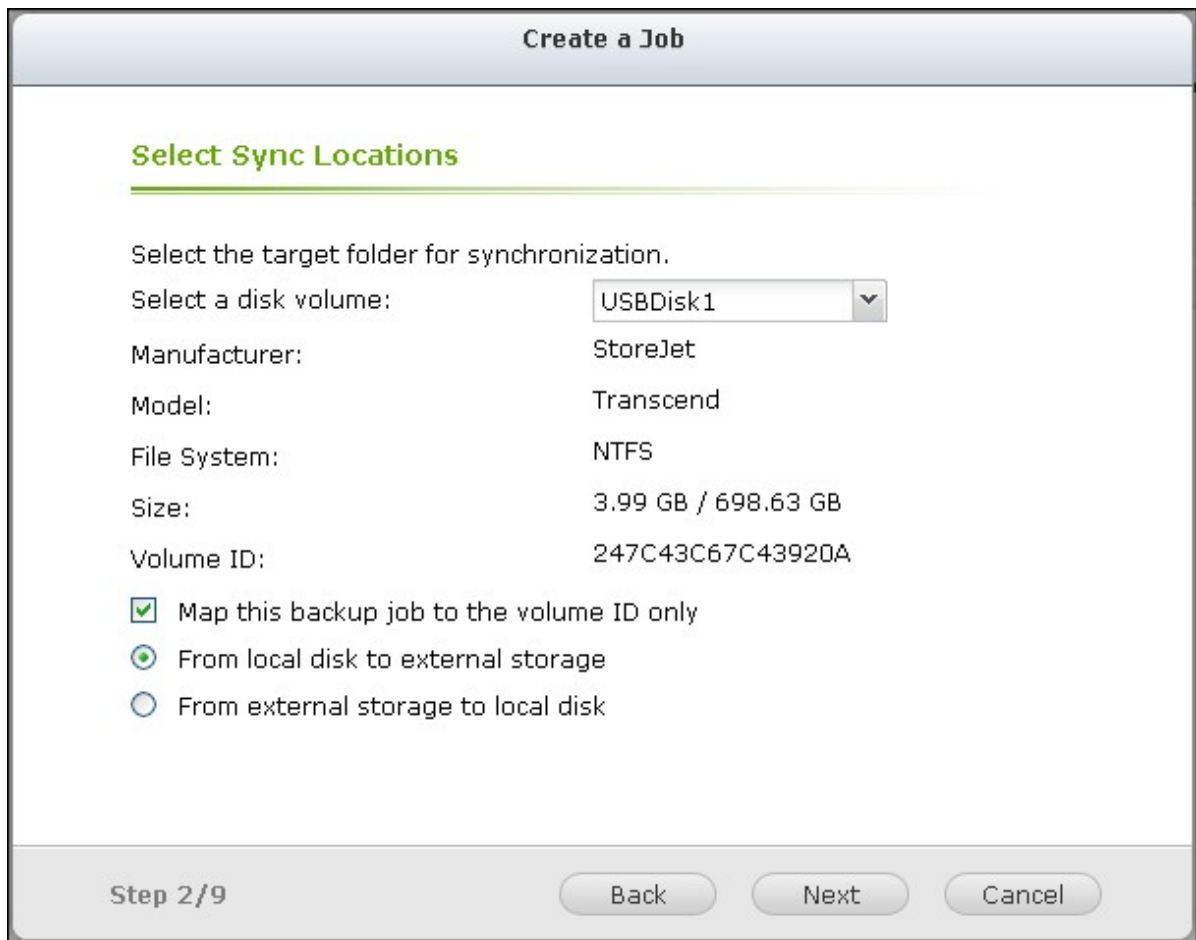 Create a Job
Select Sync Locations
Select the target folder for synchronization.
Select a disk volume: USBDisk1
Manufacturer: StoreJet
Model: Transcend
File System: NTFS
Size: 3.99 GB / 698.63 GB
Volume ID: 247C43C67C43920A
Map this backup job to the volume ID only
From local disk to external storage
From external storage to local disk
Step 2/9 Back Next Cancel